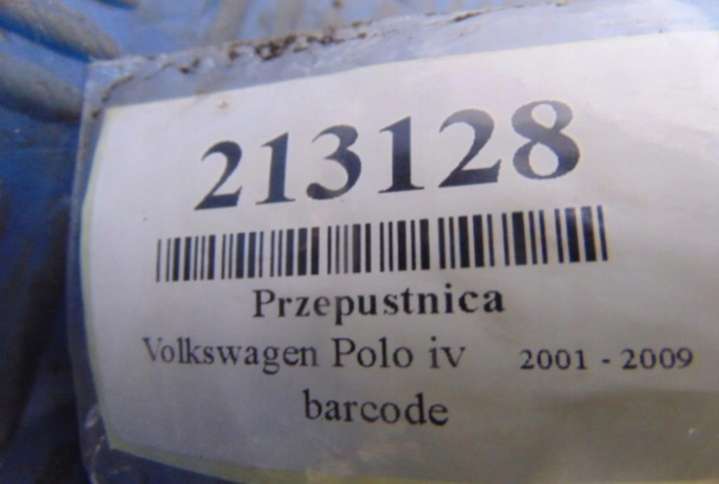 213128
Przepustnica
Volkswagen Polo iv 2001 - 2009
barcode